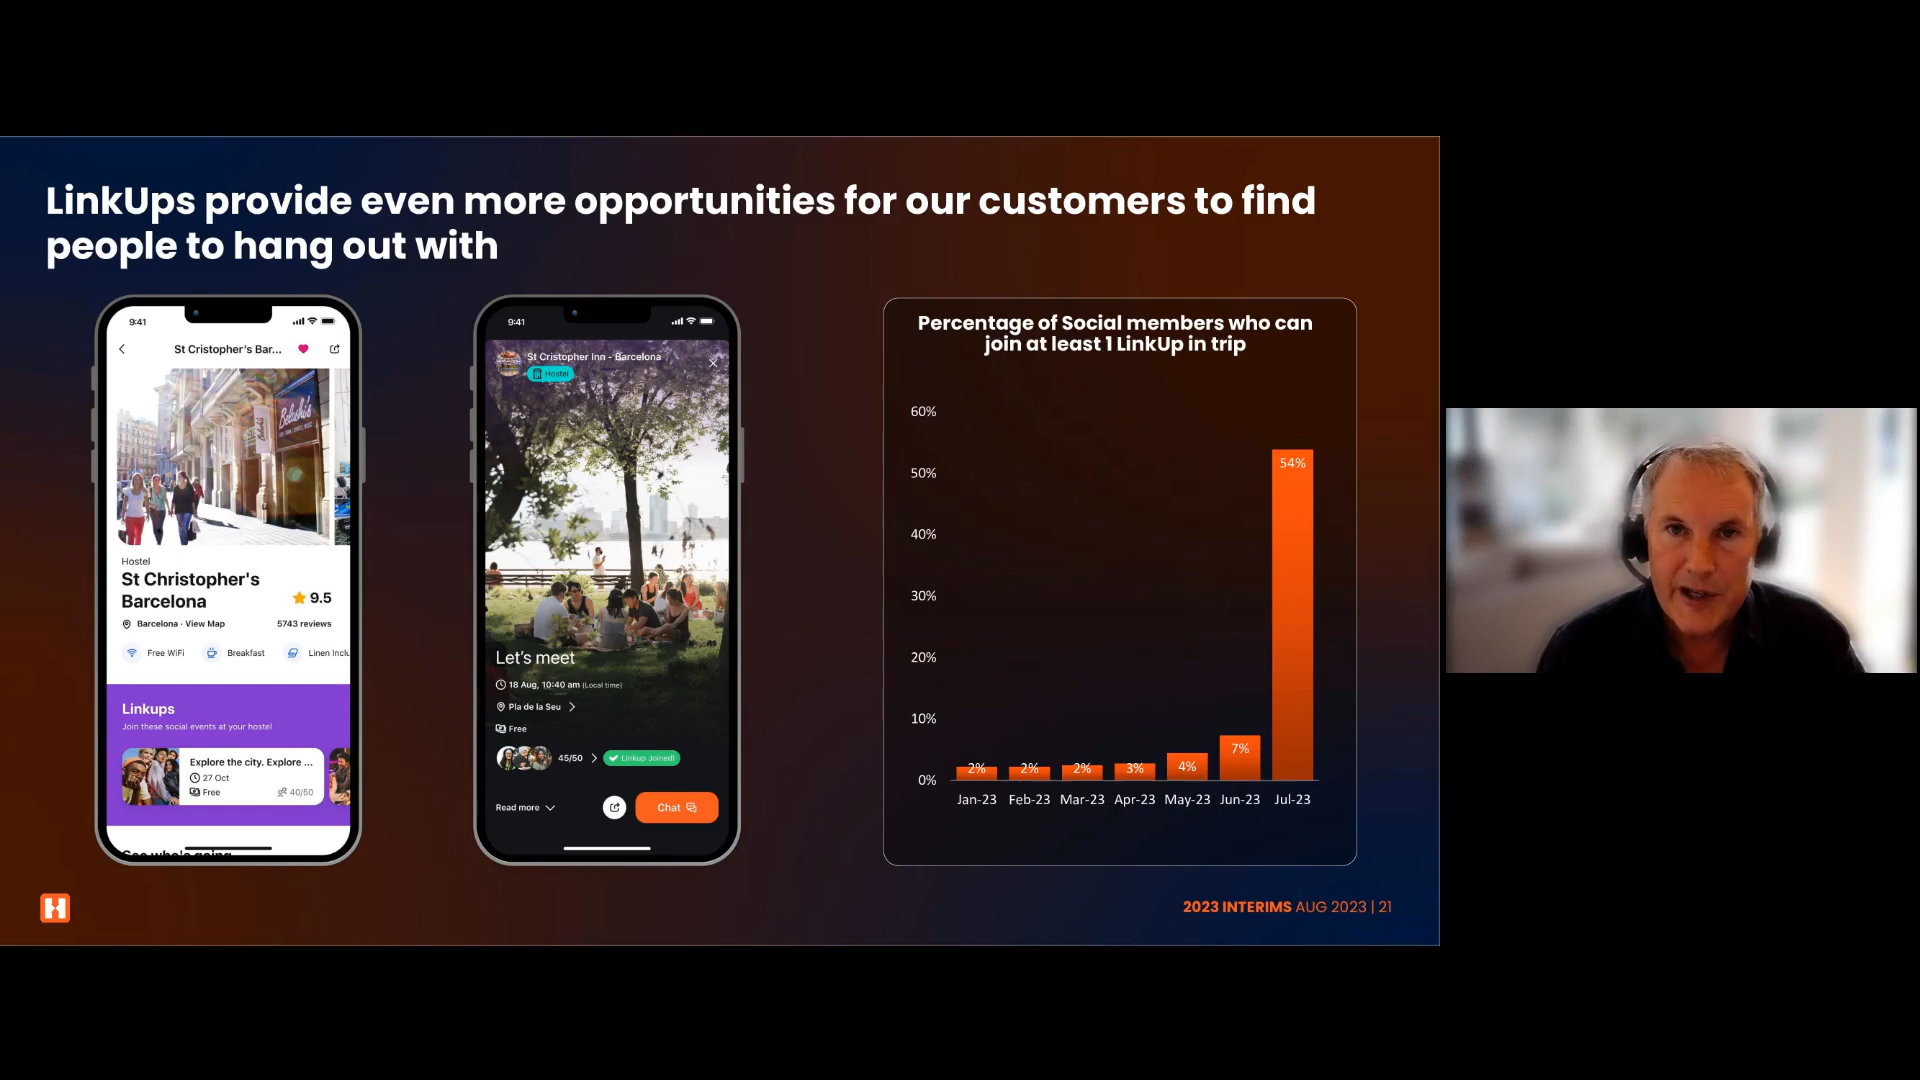 LinkUps provide even more opportunities for our customers to find
people to hang out with
9:41
St Cristopher's Bar...
Belushi's
Hostel
St Christopher's
Barcelona
9.5
Barcelona · View Map
5743 reviews
Free WiFi
Breakfast
Linen Inclu
Linkups
Join these social events at your hostel
Explore the city. Explore ...
27 Oct
Free
40/50
See who's going
9:41
St Cristopher Inn - Barcelona
Hostel
Let's meet
18 Aug, 10:40 am (Local time)
Pla de la Seu
Free
45/50
Linkup Joined!
Read more
Chat
Percentage of Social members who can
join at least 1 LinkUp in trip
60%
50%
40%
30%
20%
10%
0%
2%
2%
2%
3%
4%
7%
54%
Jan-23 Feb-23 Mar-23 Apr-23 May-23 Jun-23 Jul-23
H
2023 INTERIMS AUG 2023 | 21